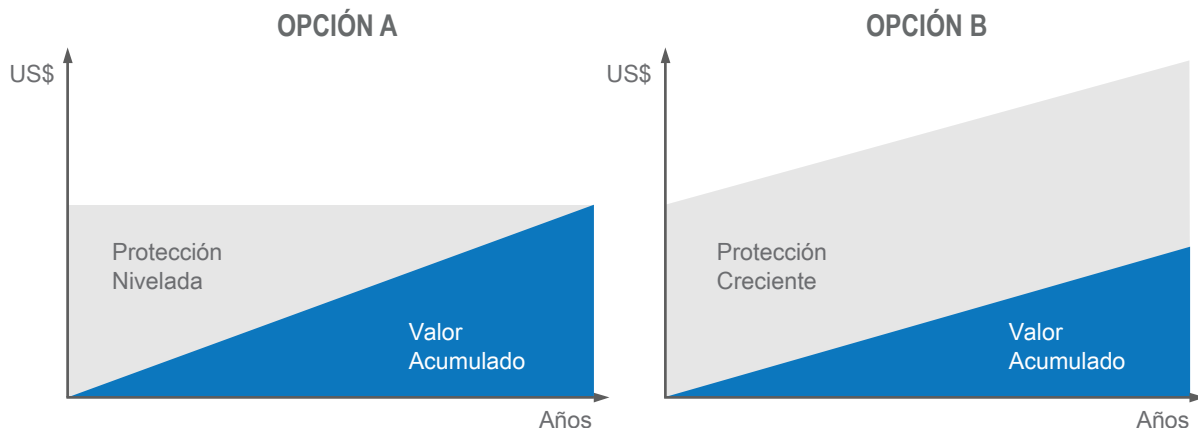 OPCIÓN A
US$
Protección
Nivelada
Valor
Acumulado
Años
OPCIÓN B
US$
Protección
Creciente
Valor
Acumulado
Años